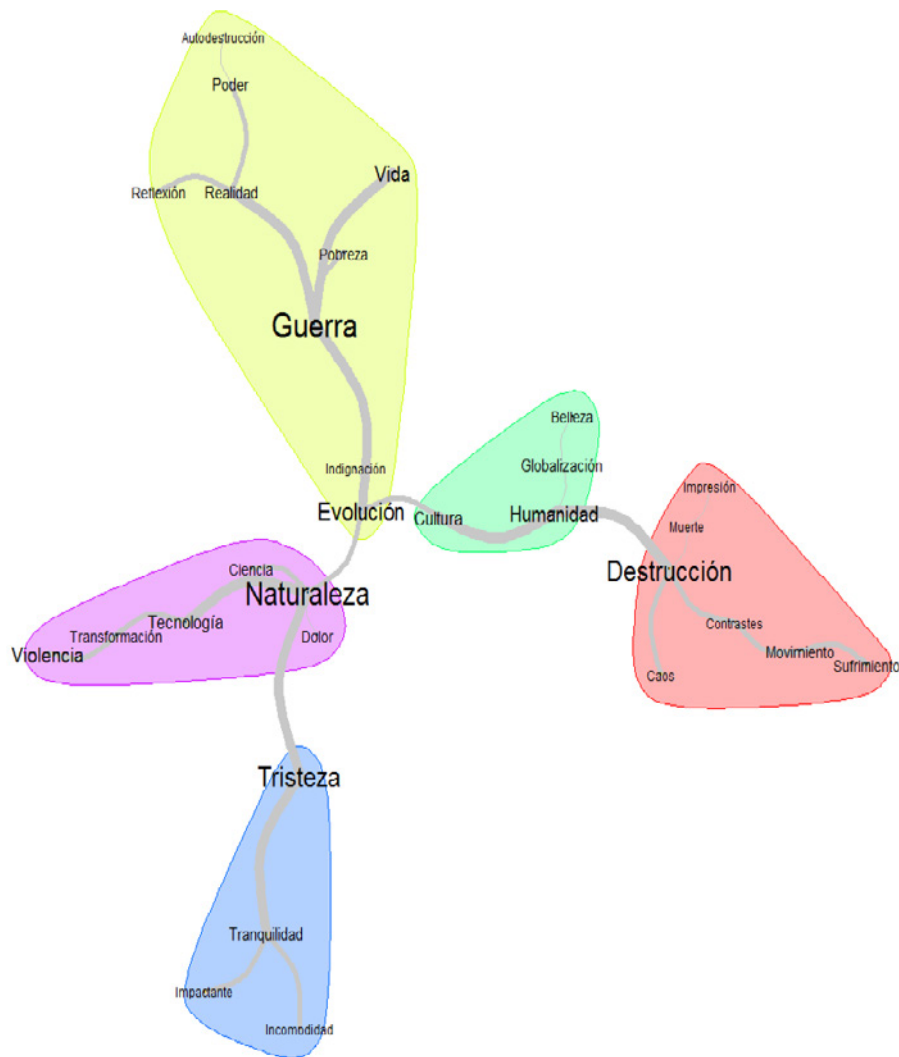 Autodestrucción
Poder
Vida
Reflexión
Realidad
Pobreza
Guerra
Indignación
Evolución
Belleza
Globalización
Cultura
Humanidad
Impresión
Muerte
Destrucción
Contrastes
Movimiento
Sufrimiento
Caos
Ciencia
Naturaleza
Tecnología
Transformación
Violencia
Dolor
Tristeza
Tranquilidad
Impactante
Incomodidad